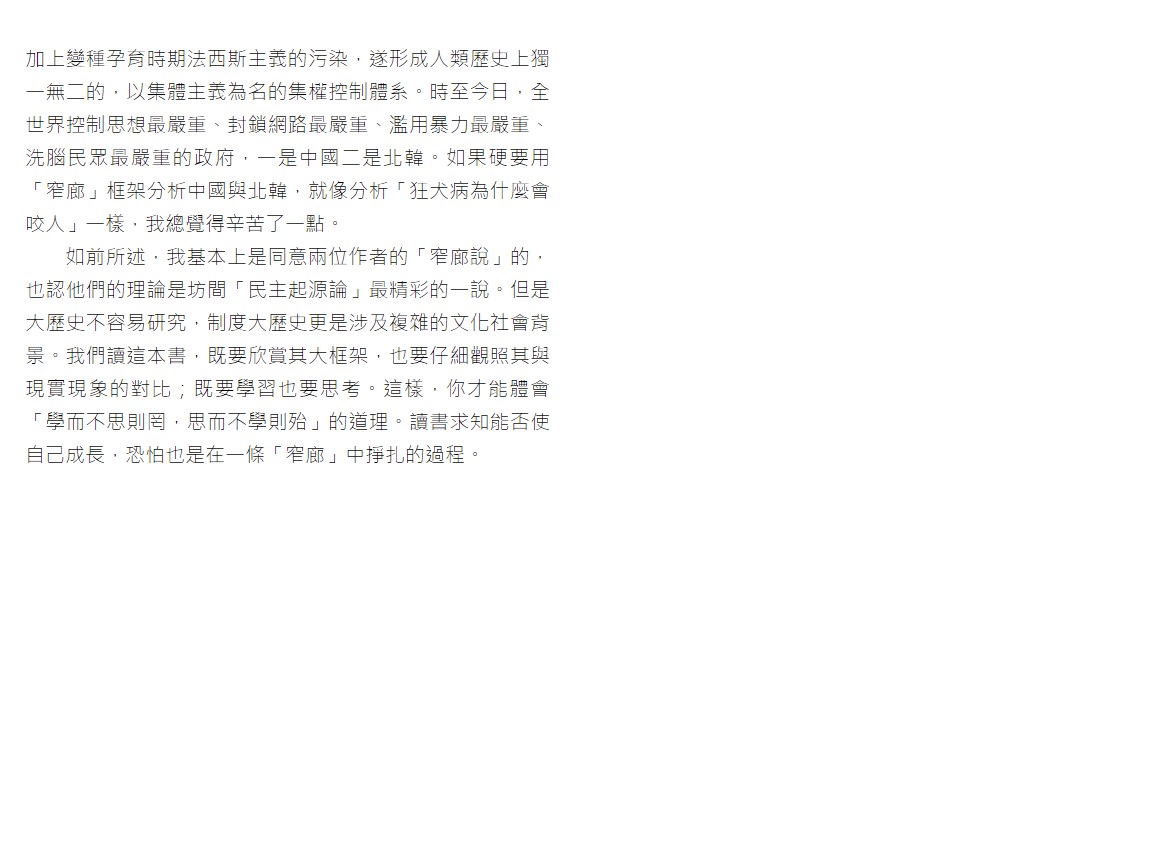 加上變種孕育時期法西斯主義的污染，遂形成人類歷史上獨
一無二的，以集體主義為名的集權控制體系。時至今日，全
世界控制思想最嚴重、封鎖網路最嚴重、濫用暴力最嚴重、
洗腦民眾最嚴重的政府，一是中國二是北韓。如果硬要用
「窄廊」框架分析中國與北韓，就像分析「狂犬病為什麼會
咬人」一樣，我總覺得辛苦了一點。
如前所述，我基本上是同意兩位作者的「窄廊說」的，
也認他們的理論是坊間「民主起源論」最精彩的一說。但是
大歷史不容易研究，制度大歷史更是涉及複雜的文化社會背
景。我們讀這本書，既要欣賞其大框架，也要仔細觀照其與
現實現象的對比；既要學習也要思考。這樣，你才能體會
「學而不思則罔，思而不學則殆」的道理。讀書求知能否使
自己成長，恐怕也是在一條「窄廊」中掙扎的過程。